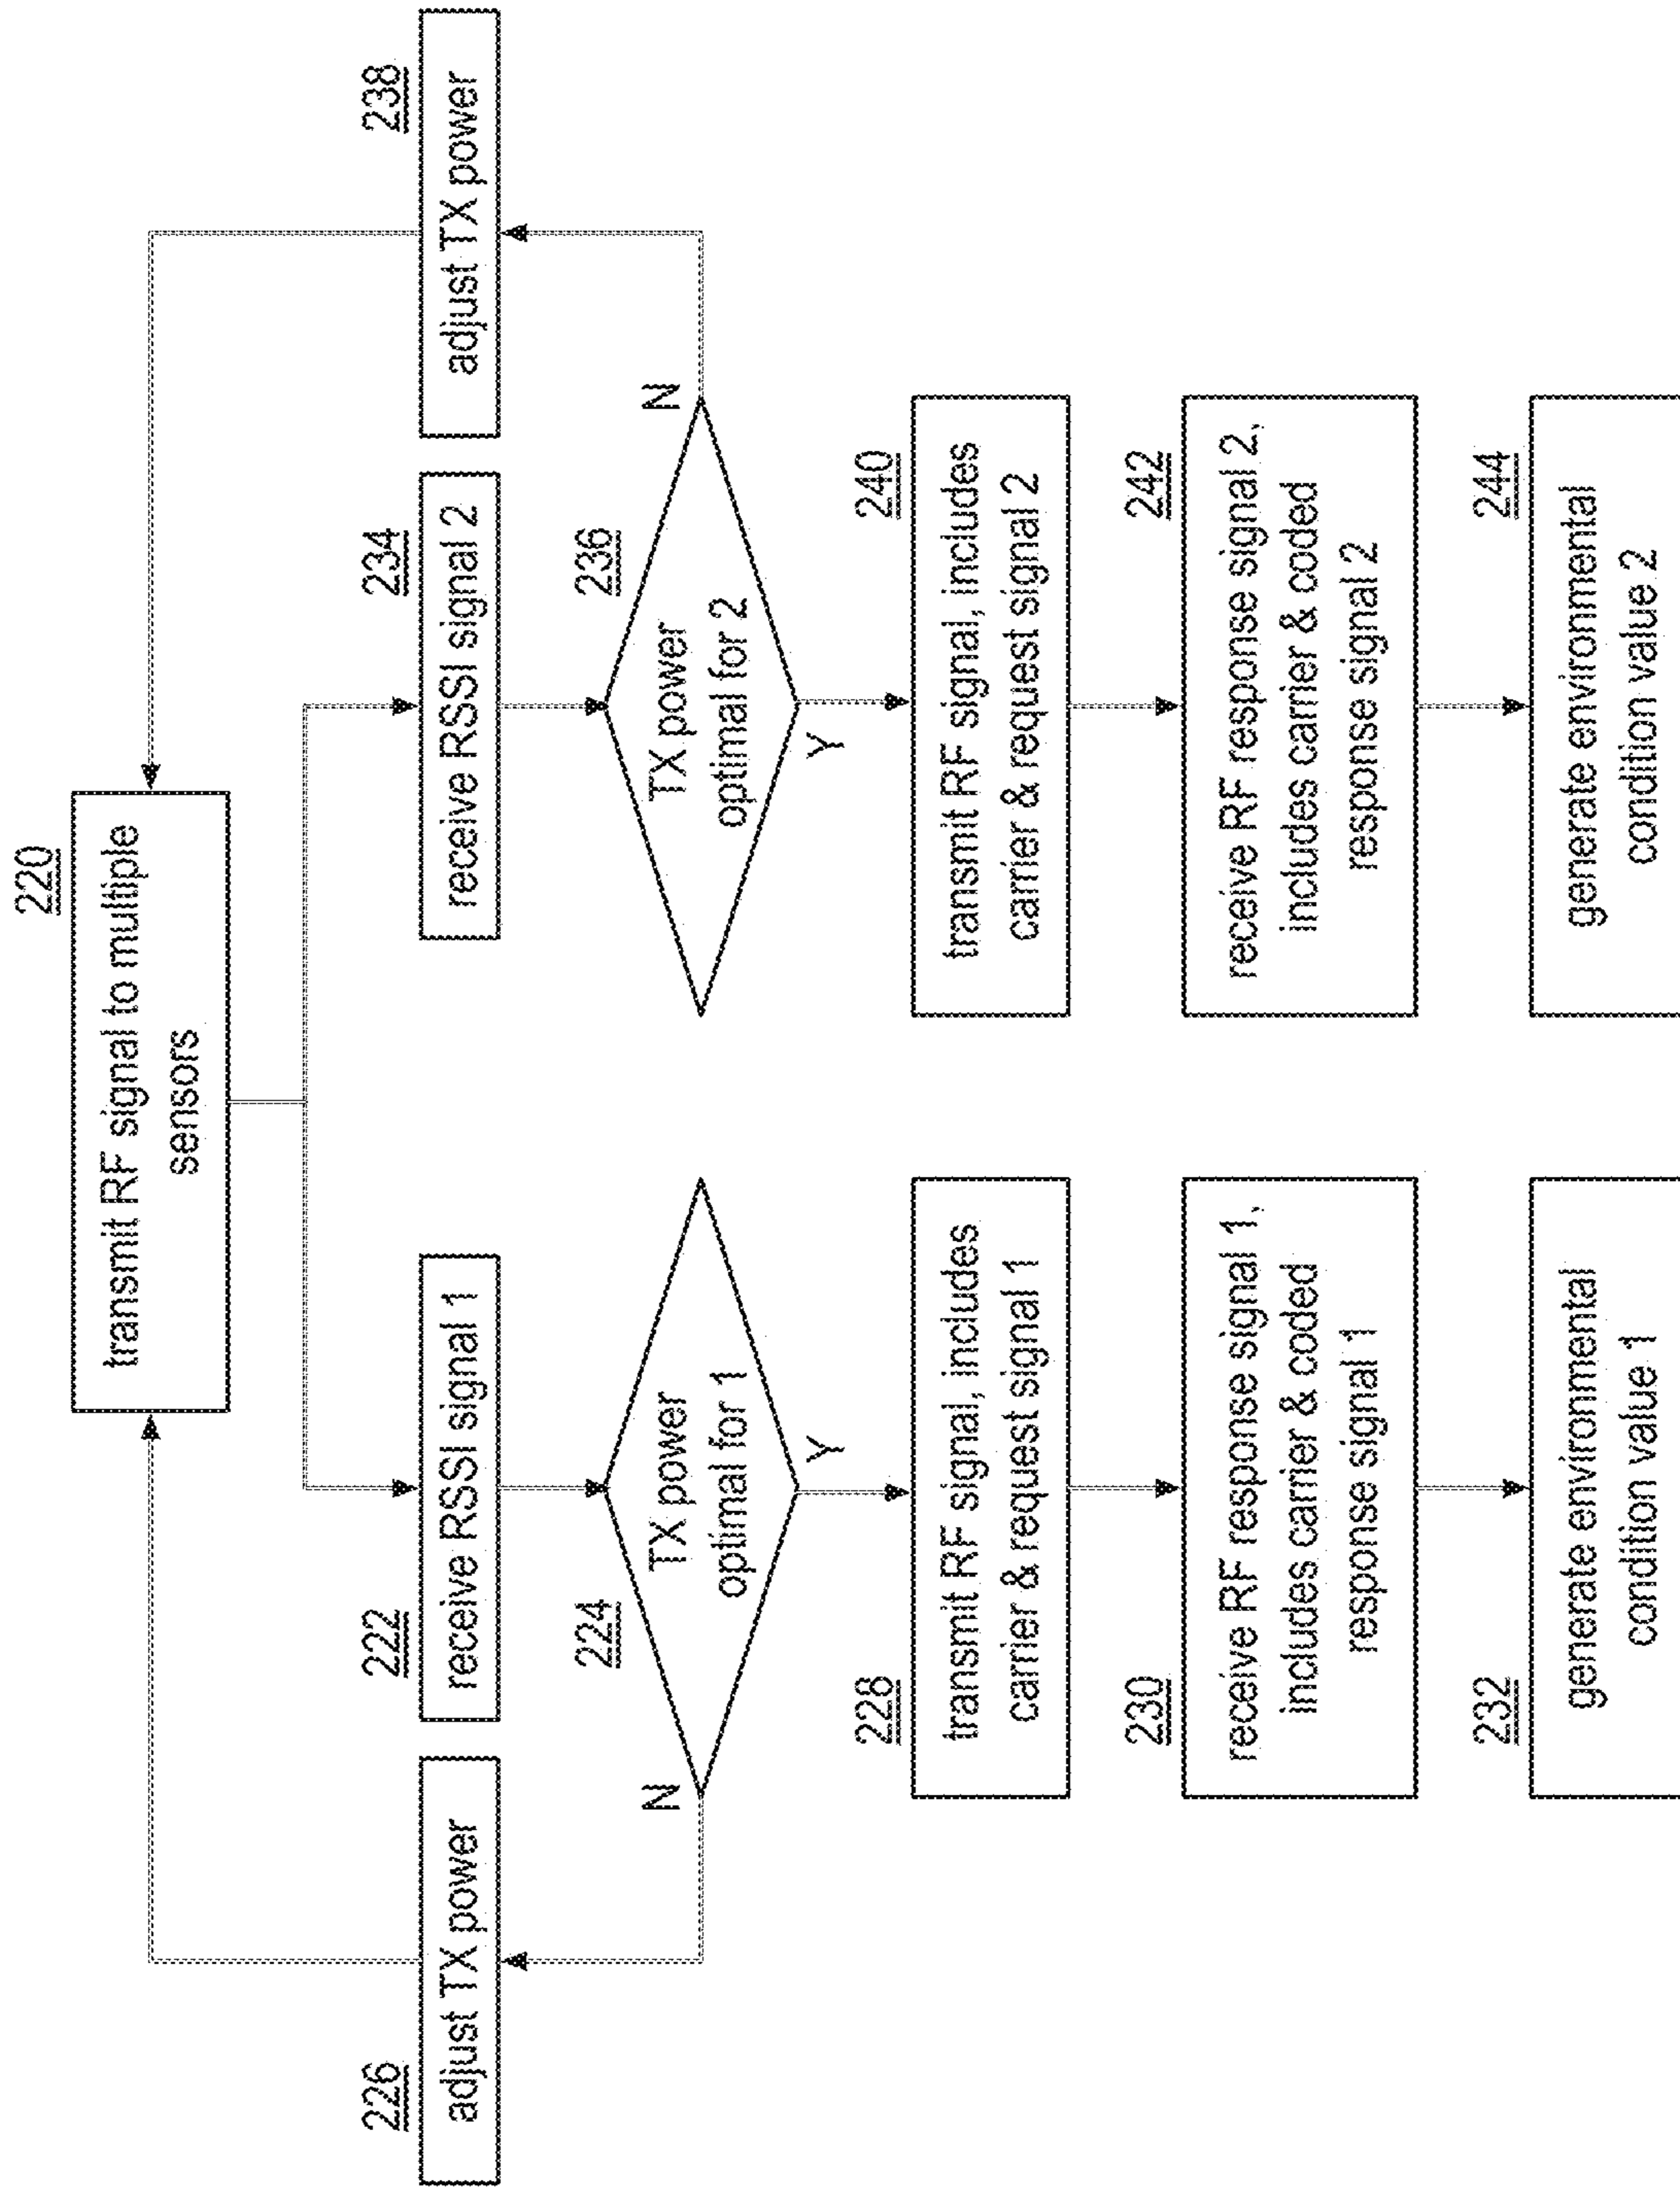 220
transmit RF signal to multiple
sensors
226
adjust TX power
222
receive RSSI signal 1
234
receive RSSI signal 2
238
adjust TX power
224
TX power
optimal for 1
N
Y
236
TX power
optimal for 2
N
Y
228
transmit RF signal, includes
carrier & request signal 1
240
transmit RF signal, includes
carrier & request signal 2
230
receive RF response signal 1,
includes carrier & coded
response signal 1
242
receive RF response signal 2,
includes carrier & coded
response signal 2
232
generate environmental
condition value 1
244
generate environmental
condition value 2